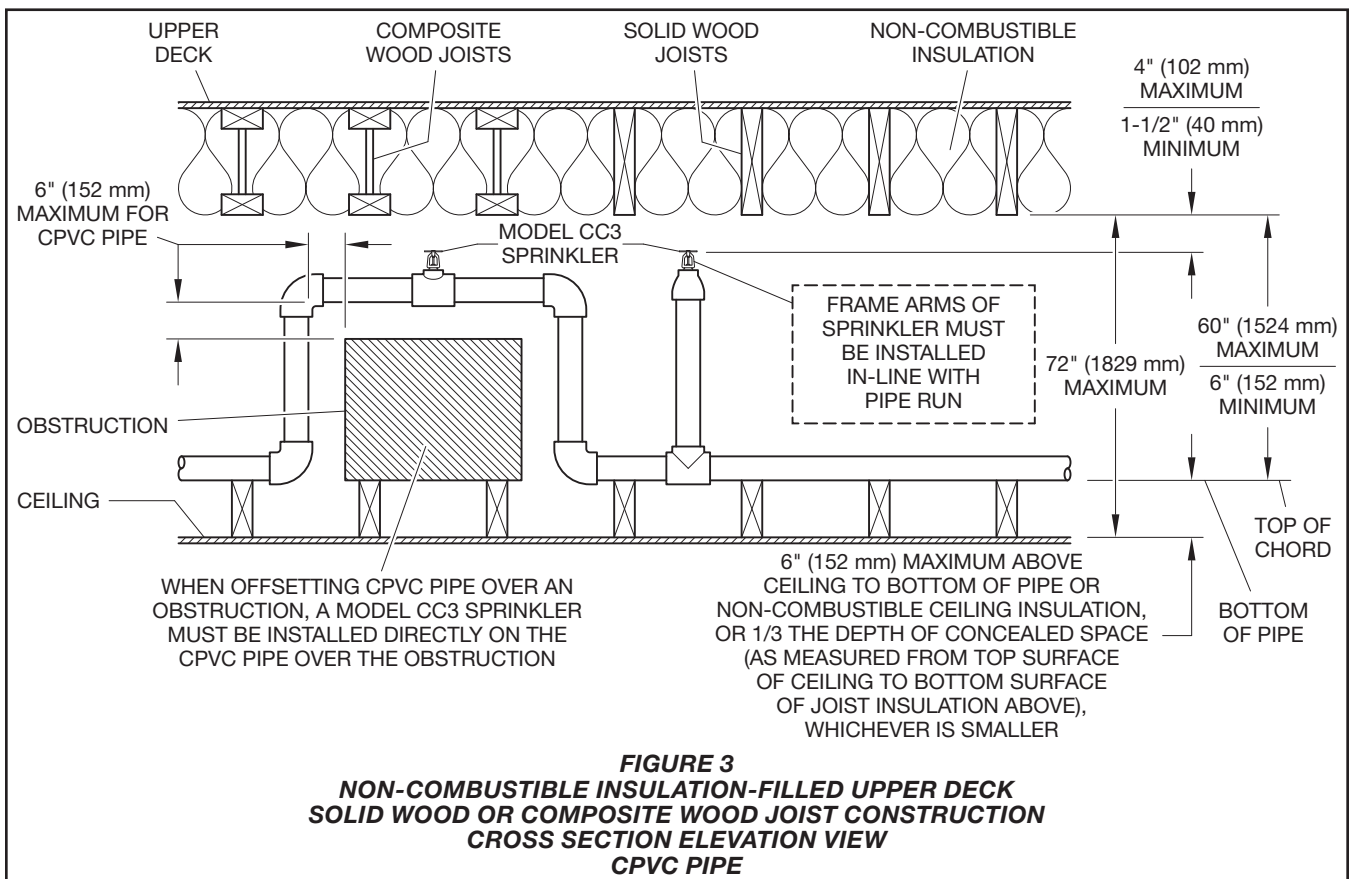 UPPER
DECK
COMPOSITE
WOOD JOISTS
SOLID WOOD
JOISTS
NON-COMBUSTIBLE
INSULATION
4" (102 mm)
MAXIMUM
1-1/2" (40 mm)
MINIMUM
6" (152 mm)
MAXIMUM FOR
CPVC PIPE
MODEL CC3
SPRINKLER
FRAME ARMS OF
SPRINKLER MUST
BE INSTALLED
IN-LINE WITH
PIPE RUN
72" (1829 mm)
MAXIMUM
60" (1524 mm)
MAXIMUM
6" (152 mm)
MINIMUM
OBSTRUCTION
CEILING
TOP OF
CHORD
BOTTOM
OF PIPE
WHEN OFFSETTING CPVC PIPE OVER AN
OBSTRUCTION, A MODEL CC3 SPRINKLER
MUST BE INSTALLED DIRECTLY ON THE
CPVC PIPE OVER THE OBSTRUCTION
6" (152 mm) MAXIMUM ABOVE
CEILING TO BOTTOM OF PIPE OR
NON-COMBUSTIBLE CEILING INSULATION,
OR 1/3 THE DEPTH OF CONCEALED SPACE
(AS MEASURED FROM TOP SURFACE
OF CEILING TO BOTTOM SURFACE
OF JOIST INSULATION ABOVE),
WHICHEVER IS SMALLER
FIGURE 3
NON-COMBUSTIBLE INSULATION-FILLED UPPER DECK
SOLID WOOD OR COMPOSITE WOOD JOIST CONSTRUCTION
CROSS SECTION ELEVATION VIEW
CPVC PIPE